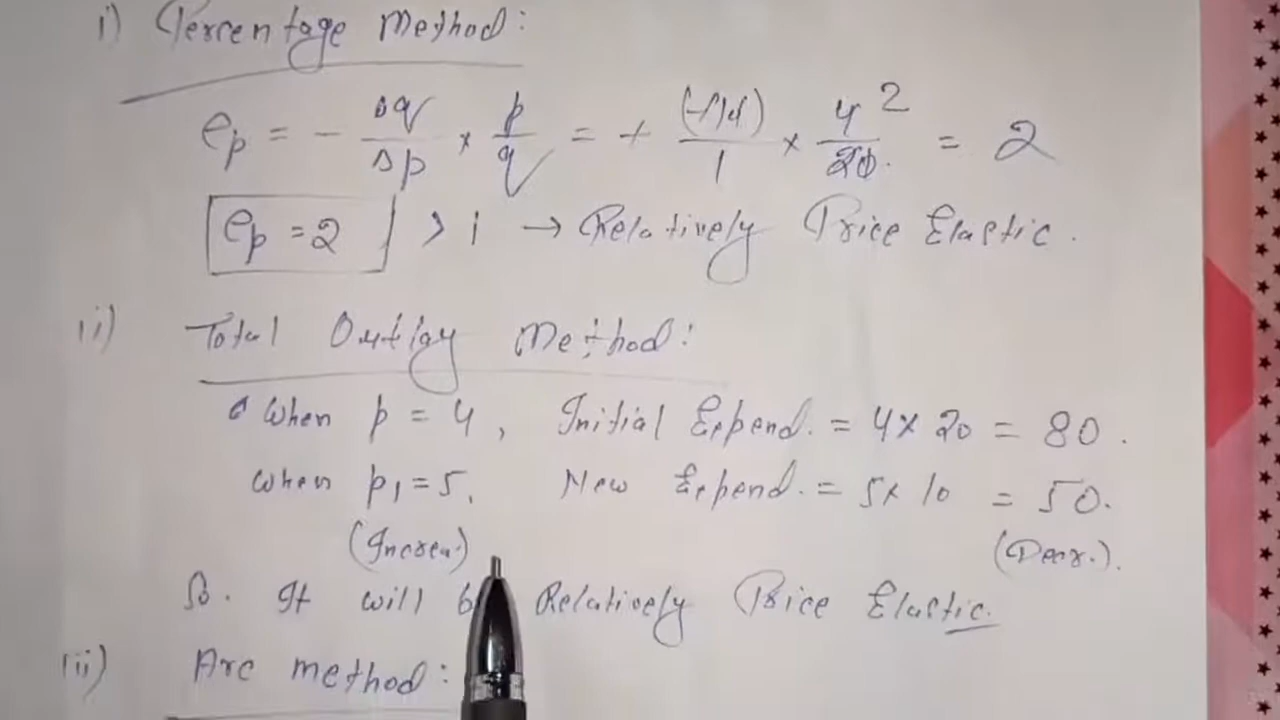 i) Percentage Method:
ep = - Δq/Δp × p/q = + (-10)/1 × 4/20 2 = 2
ep = 2 > 1 → Relatively Price Elastic.
ii) Total Outlay Method:
When p = 4, Initial Expend. = 4 × 20 = 80.
When p1 = 5, New Expend. = 5 × 10 = 50.
(Increa.) (Decr.).
So. It will Relatively Price Elastic.
iii) Arc method: